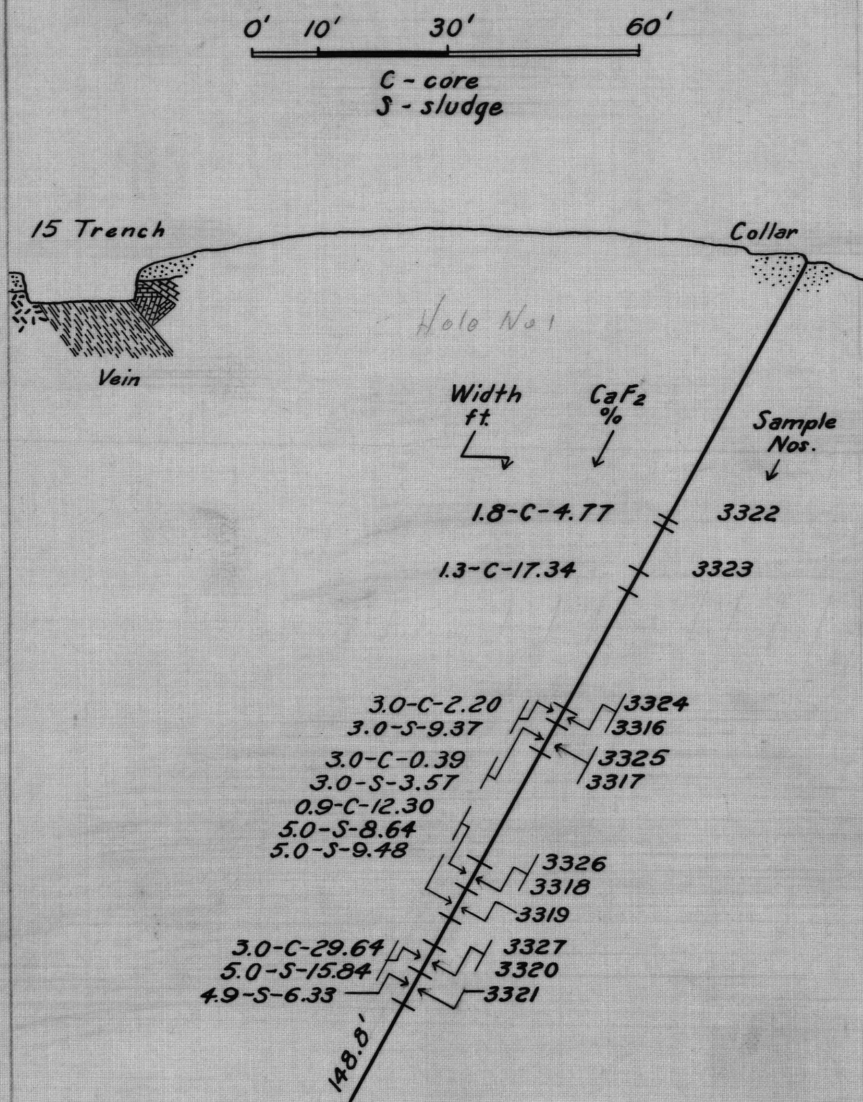 0' 10' 30' 60'
C - core
S - sludge
15 Trench
Collar
Hole No 1
Vein
Width ft.
CaF2 %
Sample Nos.
1.8-C-4.77 3322
1.3-C-17.34 3323
3.0-C-2.20 3324
3.0-S-9.37 3316
3.0-C-0.39 3325
3.0-S-3.57 3317
0.9-C-12.30
5.0-S-8.64
5.0-S-9.48
3326
3318
3319
3.0-C-29.64 3327
5.0-S-15.84 3320
4.9-S-6.33 3321
148.8'